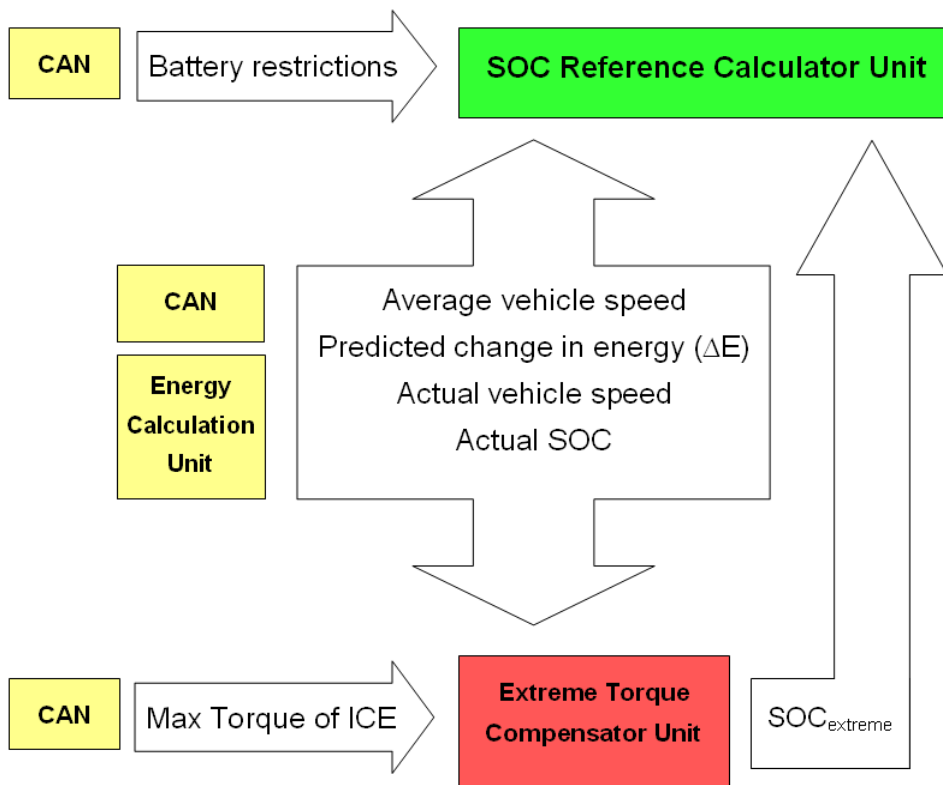 CAN
Battery restrictions
SOC Reference Calculator Unit
CAN
Energy
Calculation
Unit
Average vehicle speed
Predicted change in energy (∆E)
Actual vehicle speed
Actual SOC
CAN
Max Torque of ICE
Extreme Torque
Compensator Unit
SOCextreme